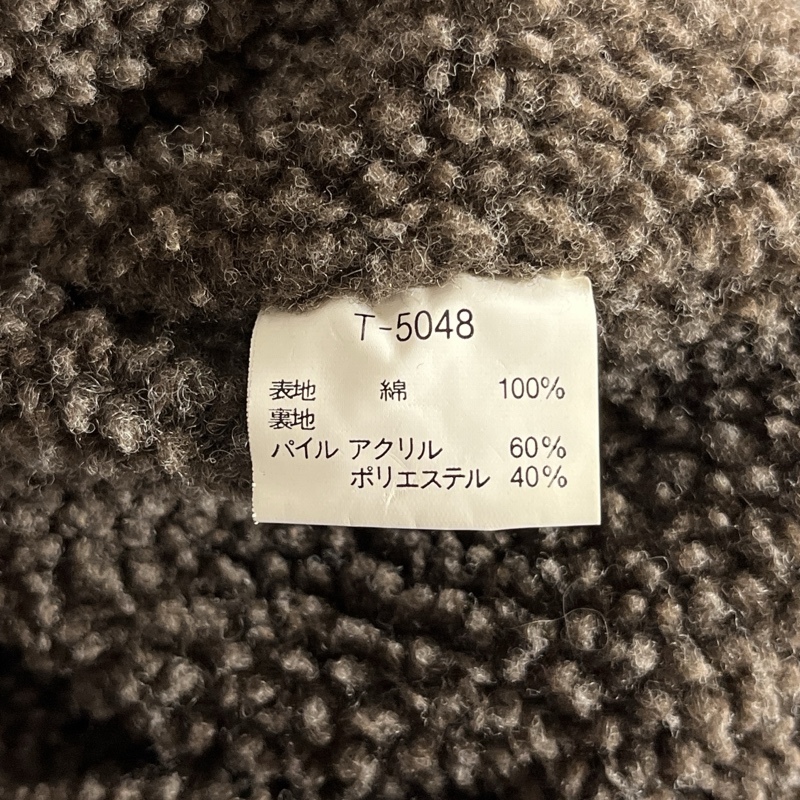 T-5048
表地 綿 100%
裏地
パイル アクリル 60%
ポリエステル 40%